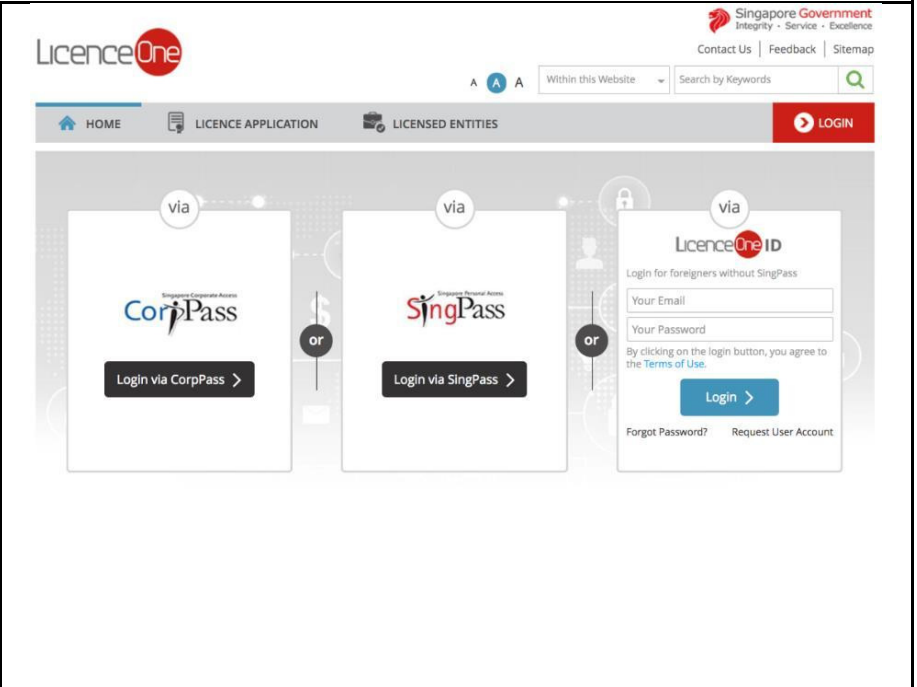 Singapore Government
Integrity · Service · Excellence
LicenceOne
Contact Us | Feedback | Sitemap
A A A
Within this Website
Search by Keywords
HOME
LICENCE APPLICATION
LICENSED ENTITIES
LOGIN
via
Singapore Corporate Access
CorpPass
Login via CorpPass
or
via
Singapore Personal Access
SingPass
Login via SingPass
or
via
LicenceOne ID
Login for foreigners without SingPass
Your Email
Your Password
By clicking on the login button, you agree to
the Terms of Use.
Login
Forgot Password?
Request User Account